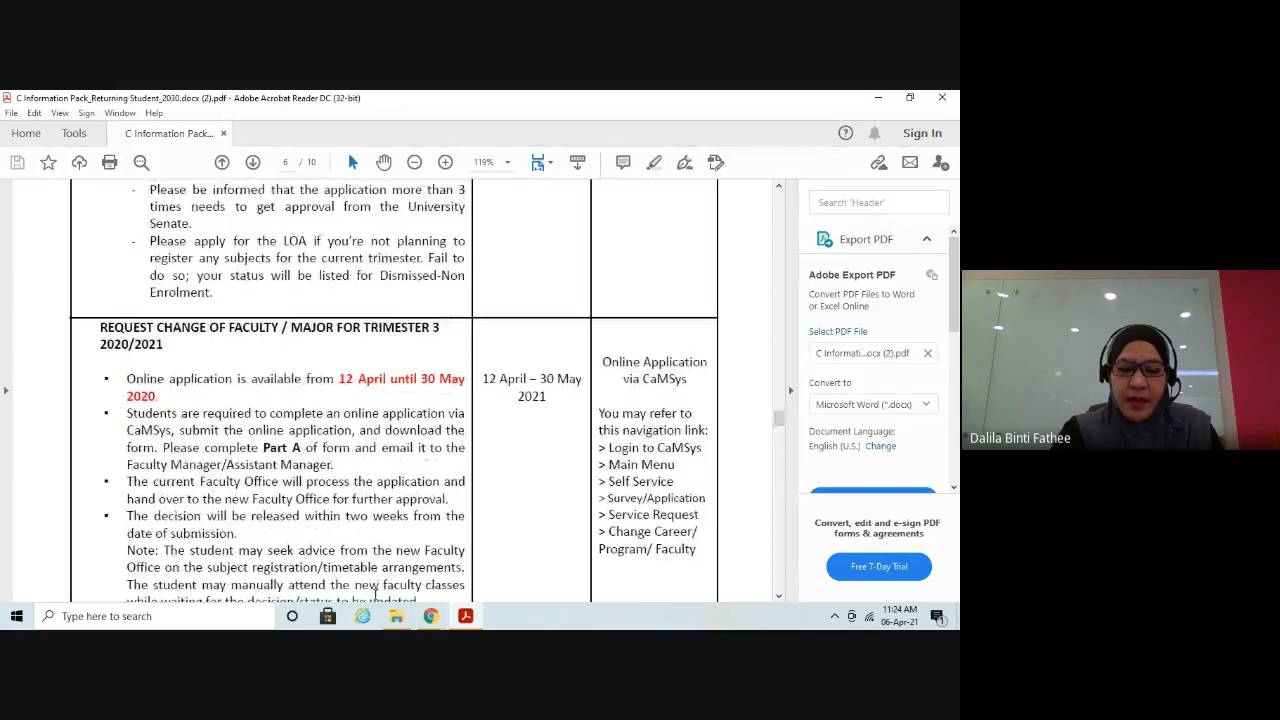 C Information Pack_Returning Student_2030.docx (2).pdf - Adobe Acrobat Reader DC (32-bit)
File Edit View Sign Window Help
Home Tools C Information Pack... × Sign In
6 / 10 119%
- Please be informed that the application more than 3
times needs to get approval from the University
Senate.
- Please apply for the LOA if you're not planning to
register any subjects for the current trimester. Fail to
do so; your status will be listed for Dismissed-Non
Enrolment.
REQUEST CHANGE OF FACULTY / MAJOR FOR TRIMESTER 3
2020/2021
▪ Online application is available from 12 April until 30 May
2020.
▪ Students are required to complete an online application via
CaMSys, submit the online application, and download the
form. Please complete Part A of form and email it to the
Faculty Manager/Assistant Manager.
▪ The current Faculty Office will process the application and
hand over to the new Faculty Office for further approval.
▪ The decision will be released within two weeks from the
date of submission.
Note: The student may seek advice from the new Faculty
Office on the subject registration/timetable arrangements.
The student may manually attend the new faculty classes
while waiting for the decision/status to be updated.
12 April – 30 May
2021
Online Application
via CaMSys
You may refer to
this navigation link:
> Login to CaMSys
> Main Menu
> Self Service
> Survey/Application
> Service Request
> Change Career/
Program/ Faculty
Search 'Header'
Export PDF
Adobe Export PDF
Convert PDF Files to Word
or Excel Online
Select PDF File
C Informati...ocx (2).pdf
Convert to
Microsoft Word (*.docx)
Document Language:
English (U.S.) Change
Convert, edit and e-sign PDF
forms & agreements
Free 7-Day Trial
Type here to search
11:24 AM
06-Apr-21
1
Dalila Binti Fathee